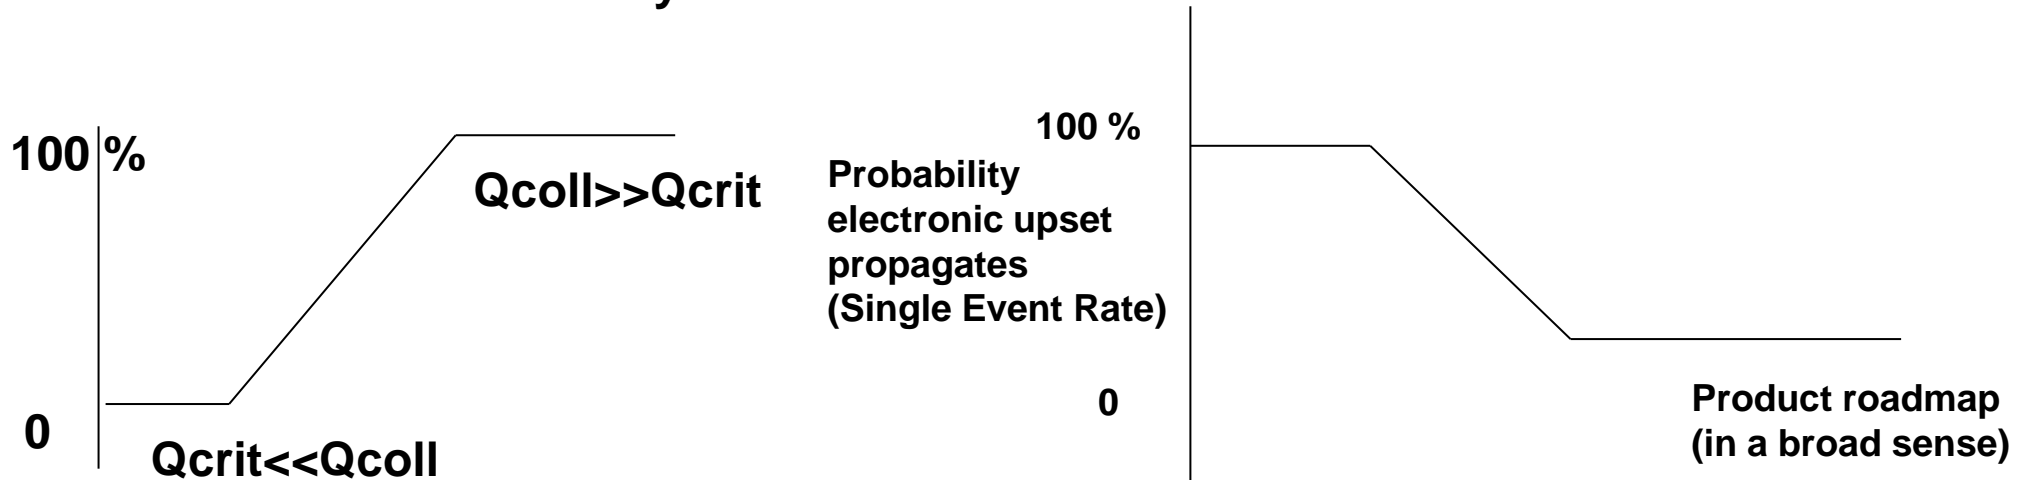 100 %
Qcoll>>Qcrit
0
Qcrit<<Qcoll
100 %
Probability
electronic upset
propagates
(Single Event Rate)
0
Product roadmap
(in a broad sense)